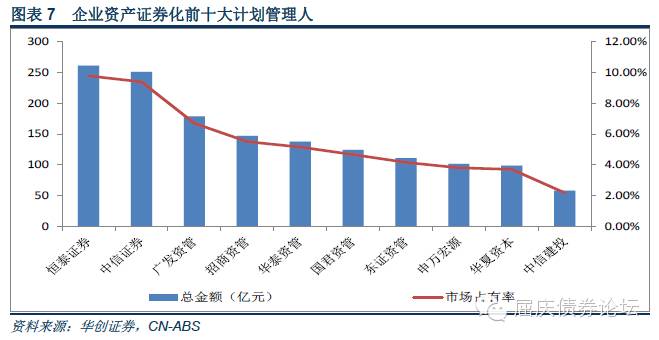 图表 7 企业资产证券化前十大计划管理人
300
250
200
150
100
50
0
12.00%
10.00%
8.00%
6.00%
4.00%
2.00%
0.00%
恒泰证券
中信证券
广发资管
招商资管
华泰资管
国君资管
东证资管
申万宏源
华夏资本
中信建投
总金额（亿元）
市场占有率
屈庆债券论坛
资料来源：华创证券，CN-ABS